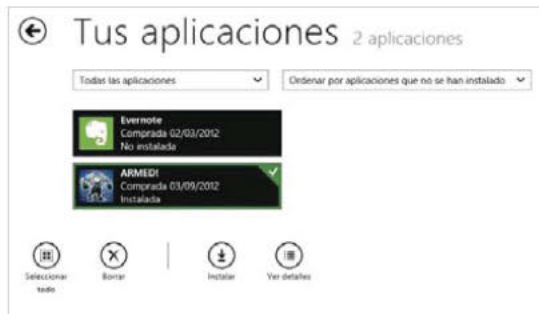 Tus aplicaciones 2 aplicaciones
Todas las aplicaciones
Ordenar por aplicaciones que no se han instalado
Evernote
Comprada 02/03/2012
No instalada
ARMED!
Comprada 03/09/2012
Instalada
Seleccionar
todo
Borrar
Instalar
Ver detalles